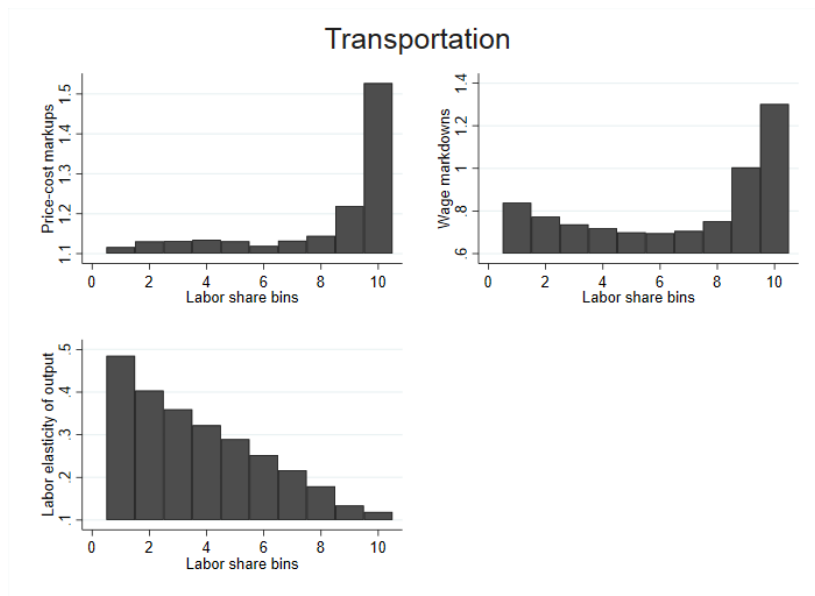 Transportation
Price-cost markups
1.1 1.2 1.3 1.4 1.5
0 2 4 6 8 10
Labor share bins
Wage markdowns
.6 .8 1 1.2 1.4
0 2 4 6 8 10
Labor share bins
Labor elasticity of output
.1 .2 .3 .4 .5
0 2 4 6 8 10
Labor share bins